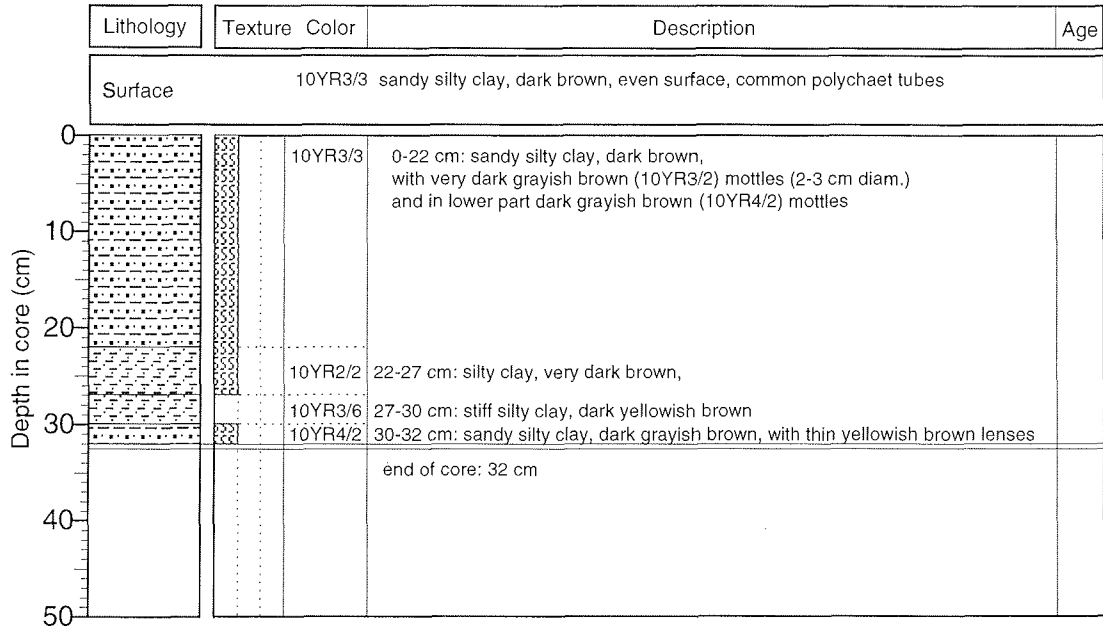 Lithology Texture Color Description Age
Surface 10YR3/3 sandy silty clay, dark brown, even surface, common polychaet tubes
0
10YR3/3 0-22 cm: sandy silty clay, dark brown,
with very dark grayish brown (10YR3/2) mottles (2-3 cm diam.)
and in lower part dark grayish brown (10YR4/2) mottles
10
20
10YR2/2 22-27 cm: silty clay, very dark brown,
10YR3/6 27-30 cm: stiff silty clay, dark yellowish brown
30
10YR4/2 30-32 cm: sandy silty clay, dark grayish brown, with thin yellowish brown lenses
end of core: 32 cm
40
50
Depth in core (cm)